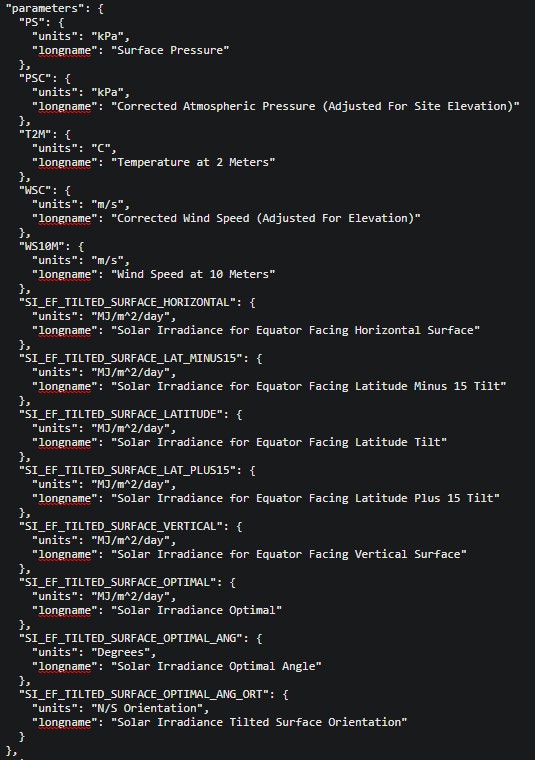 "parameters": {
"PS": {
"units": "kPa",
"longname": "Surface Pressure"
},
"PSC": {
"units": "kPa",
"longname": "Corrected Atmospheric Pressure (Adjusted For Site Elevation)"
},
"T2M": {
"units": "C",
"longname": "Temperature at 2 Meters"
},
"WSC": {
"units": "m/s",
"longname": "Corrected Wind Speed (Adjusted For Elevation)"
},
"WS10M": {
"units": "m/s",
"longname": "Wind Speed at 10 Meters"
},
"SI_EF_TILTED_SURFACE_HORIZONTAL": {
"units": "MJ/m^2/day",
"longname": "Solar Irradiance for Equator Facing Horizontal Surface"
},
"SI_EF_TILTED_SURFACE_LAT_MINUS15": {
"units": "MJ/m^2/day",
"longname": "Solar Irradiance for Equator Facing Latitude Minus 15 Tilt"
},
"SI_EF_TILTED_SURFACE_LATITUDE": {
"units": "MJ/m^2/day",
"longname": "Solar Irradiance for Equator Facing Latitude Tilt"
},
"SI_EF_TILTED_SURFACE_LAT_PLUS15": {
"units": "MJ/m^2/day",
"longname": "Solar Irradiance for Equator Facing Latitude Plus 15 Tilt"
},
"SI_EF_TILTED_SURFACE_VERTICAL": {
"units": "MJ/m^2/day",
"longname": "Solar Irradiance for Equator Facing Vertical Surface"
},
"SI_EF_TILTED_SURFACE_OPTIMAL": {
"units": "MJ/m^2/day",
"longname": "Solar Irradiance Optimal"
},
"SI_EF_TILTED_SURFACE_OPTIMAL_ANG": {
"units": "Degrees",
"longname": "Solar Irradiance Optimal Angle"
},
"SI_EF_TILTED_SURFACE_OPTIMAL_ANG_ORT": {
"units": "N/S Orientation",
"longname": "Solar Irradiance Tilted Surface Orientation"
}
},